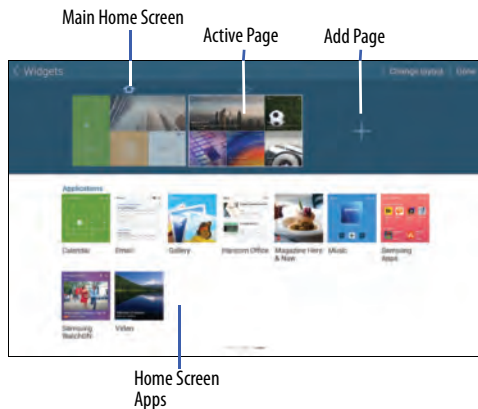 Main Home Screen
Active Page
Add Page
Widgets
Change layout
Done
Applications
Calendar
Email
Gallery
Hancom Office
Magazine Here & Now
Music
Samsung Apps
Samsung WatchON
Video
Home Screen
Apps